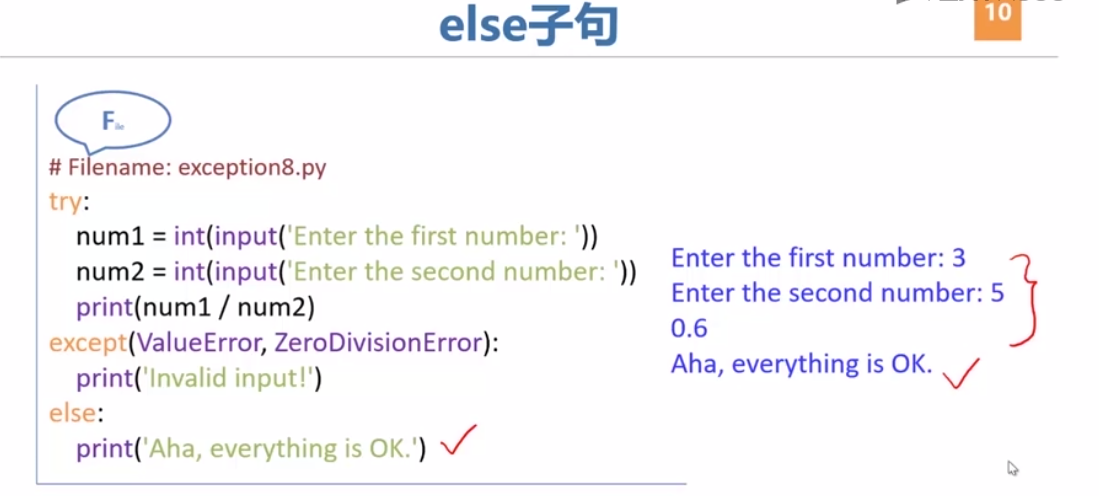 else子句
10
F
# Filename: exception8.py
try:
num1 = int(input('Enter the first number: '))
num2 = int(input('Enter the second number: '))
print(num1 / num2)
except(ValueError, ZeroDivisionError):
print('Invalid input!')
else:
print('Aha, everything is OK.')
Enter the first number: 3
Enter the second number: 5
0.6
Aha, everything is OK.